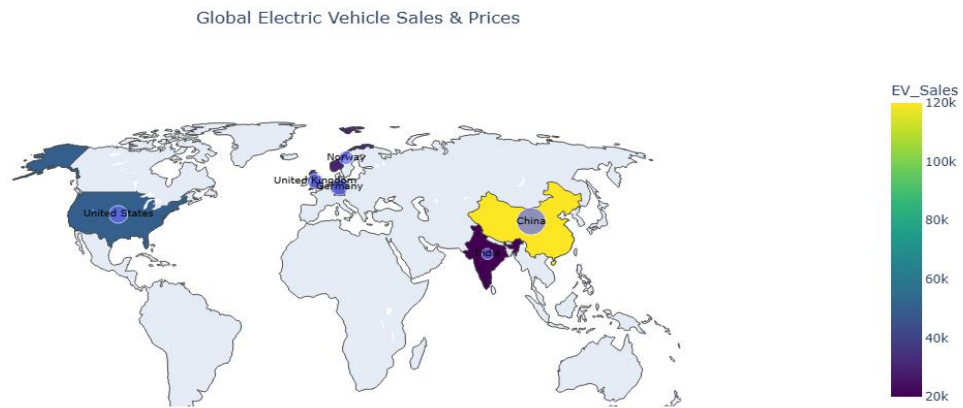 Global Electric Vehicle Sales & Prices
EV_Sales
120k
100k
80k
60k
40k
20k
Norway
United Kingdom
Germany
United States
China
India